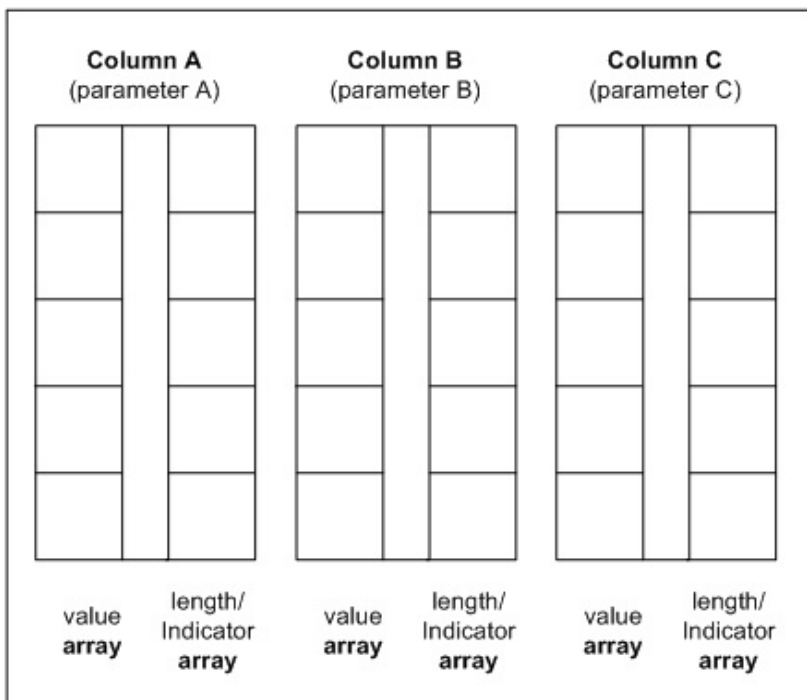 Column A
(parameter A)
Column B
(parameter B)
Column C
(parameter C)
value
array
length/
Indicator
array
value
array
length/
Indicator
array
value
array
length/
Indicator
array